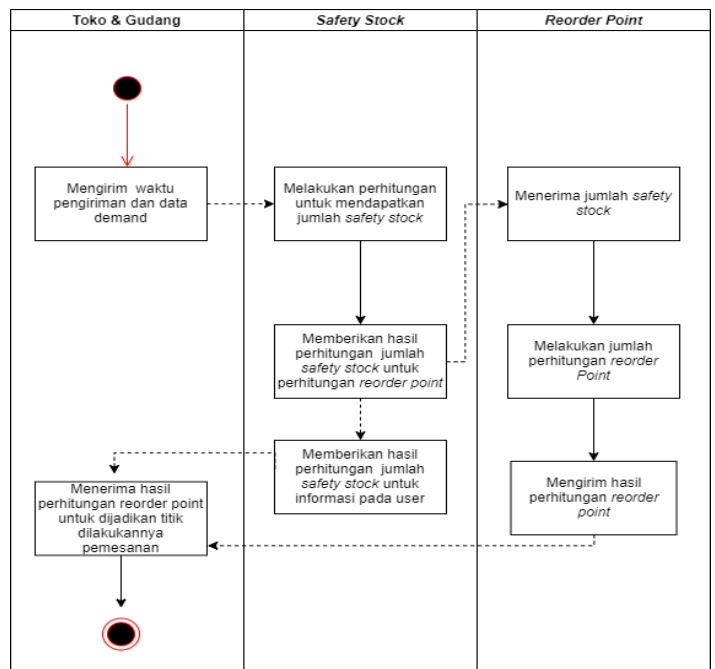 Toko & Gudang
Safety Stock
Reorder Point
Mengirim waktu
pengiriman dan data
demand
Melakukan perhitungan
untuk mendapatkan
jumlah safety stock
Menerima jumlah safety
stock
Memberikan hasil
perhitungan jumlah
safety stock untuk
perhitungan reorder point
Melakukan jumlah
perhitungan reorder
Point
Memberikan hasil
perhitungan jumlah
safety stock untuk
informasi pada user
Mengirim hasil
perhitungan reorder
point
Menerima hasil
perhitungan reorder point
untuk dijadikan titik
dilakukannya
pemesanan